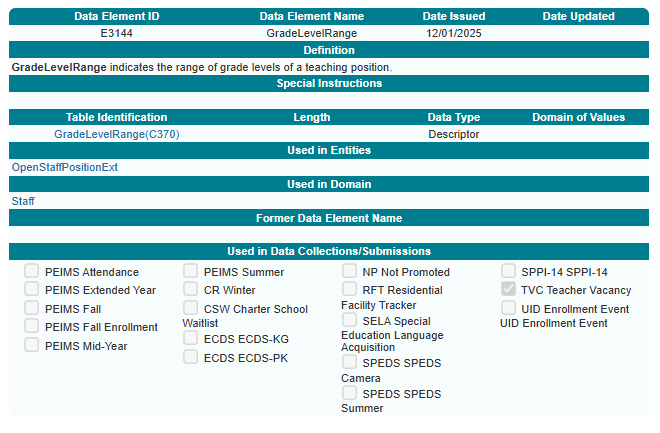 Data Element ID Data Element Name Date Issued Date Updated
E3144 GradeLevelRange 12/01/2025
Definition
GradeLevelRange indicates the range of grade levels of a teaching position.
Special Instructions
Table Identification Length Data Type Domain of Values
GradeLevelRange(C370) Descriptor
Used in Entities
OpenStaffPositionExt
Used in Domain
Staff
Former Data Element Name
Used in Data Collections/Submissions
PEIMS Attendance
PEIMS Extended Year
PEIMS Fall
PEIMS Fall Enrollment
PEIMS Mid-Year
PEIMS Summer
CR Winter
CSW Charter School
Waitlist
ECDS ECDS-KG
ECDS ECDS-PK
NP Not Promoted
RFT Residential
Facility Tracker
SELA Special
Education Language
Acquisition
SPEDS SPEDS
Camera
SPEDS SPEDS
Summer
SPPI-14 SPPI-14
TVC Teacher Vacancy
UID Enrollment Event
UID Enrollment Event